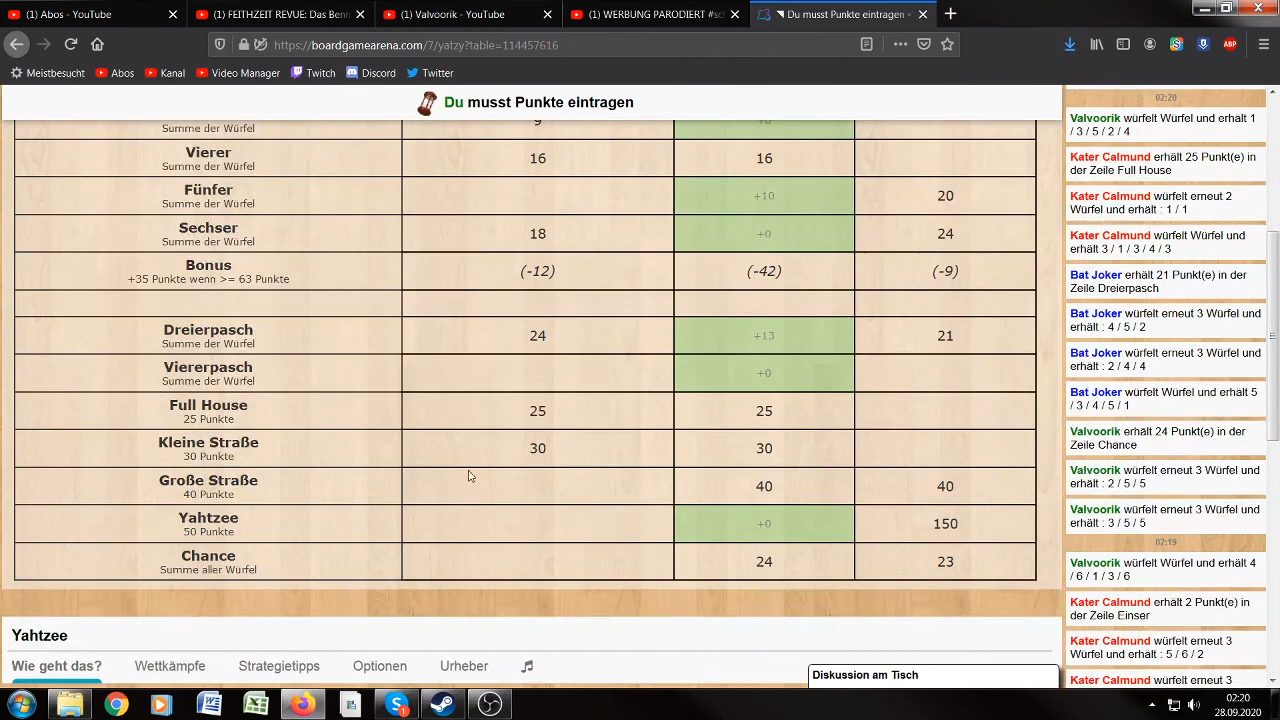 (1) Abos - YouTube
(1) FEITHZEIT REVUE: Das Benn
(1) Valvoorik - YouTube
(1) WERBUNG PARODIERT #sc
Du musst Punkte eintragen
https://boardgamearena.com/7/yatzy?table=114457616
Meistbesucht Abos Kanal Video Manager Twitch Discord Twitter
Du musst Punkte eintragen
Summe der Würfel 9
Vierer 16 16
Summe der Würfel
Fünfer +10 20
Summe der Würfel
Sechser 18 +0 24
Summe der Würfel
Bonus (-12) (-42) (-9)
+35 Punkte wenn >= 63 Punkte
Dreierpasch 24 +13 21
Summe der Würfel
Viererpasch +0
Summe der Würfel
Full House 25 25
25 Punkte
Kleine Straße 30 30
30 Punkte
Große Straße 40 40
40 Punkte
Yahtzee +0 150
50 Punkte
Chance 24 23
Summe aller Würfel
Yahtzee
Wie geht das? Wettkämpfe Strategietipps Optionen Urheber
Diskussion am Tisch
02:20
Valvoorik würfelt Würfel und erhält 1
/ 3 / 5 / 2 / 4
Kater Calmund erhält 25 Punkt(e) in
der Zeile Full House
Kater Calmund würfelt erneut 2
Würfel und erhält : 1 / 1
Kater Calmund würfelt Würfel und
erhält 3 / 1 / 3 / 4 / 3
Bat Joker erhält 21 Punkt(e) in der
Zeile Dreierpasch
Bat Joker würfelt erneut 3 Würfel und
erhält : 4 / 5 / 2
Bat Joker würfelt erneut 3 Würfel und
erhält : 2 / 4 / 4
Bat Joker würfelt Würfel und erhält 5
/ 3 / 4 / 5 / 1
Valvoorik erhält 24 Punkt(e) in der
Zeile Chance
Valvoorik würfelt erneut 3 Würfel und
erhält : 2 / 5 / 5
Valvoorik würfelt erneut 3 Würfel und
erhält : 3 / 5 / 5
02:19
Valvoorik würfelt Würfel und erhält 4
/ 6 / 1 / 3 / 6
Kater Calmund erhält 2 Punkt(e) in
der Zeile Einser
Kater Calmund würfelt erneut 3
Würfel und erhält : 5 / 6 / 2
Kater Calmund würfelt erneut 3
ABP
02:20
28.09.2020